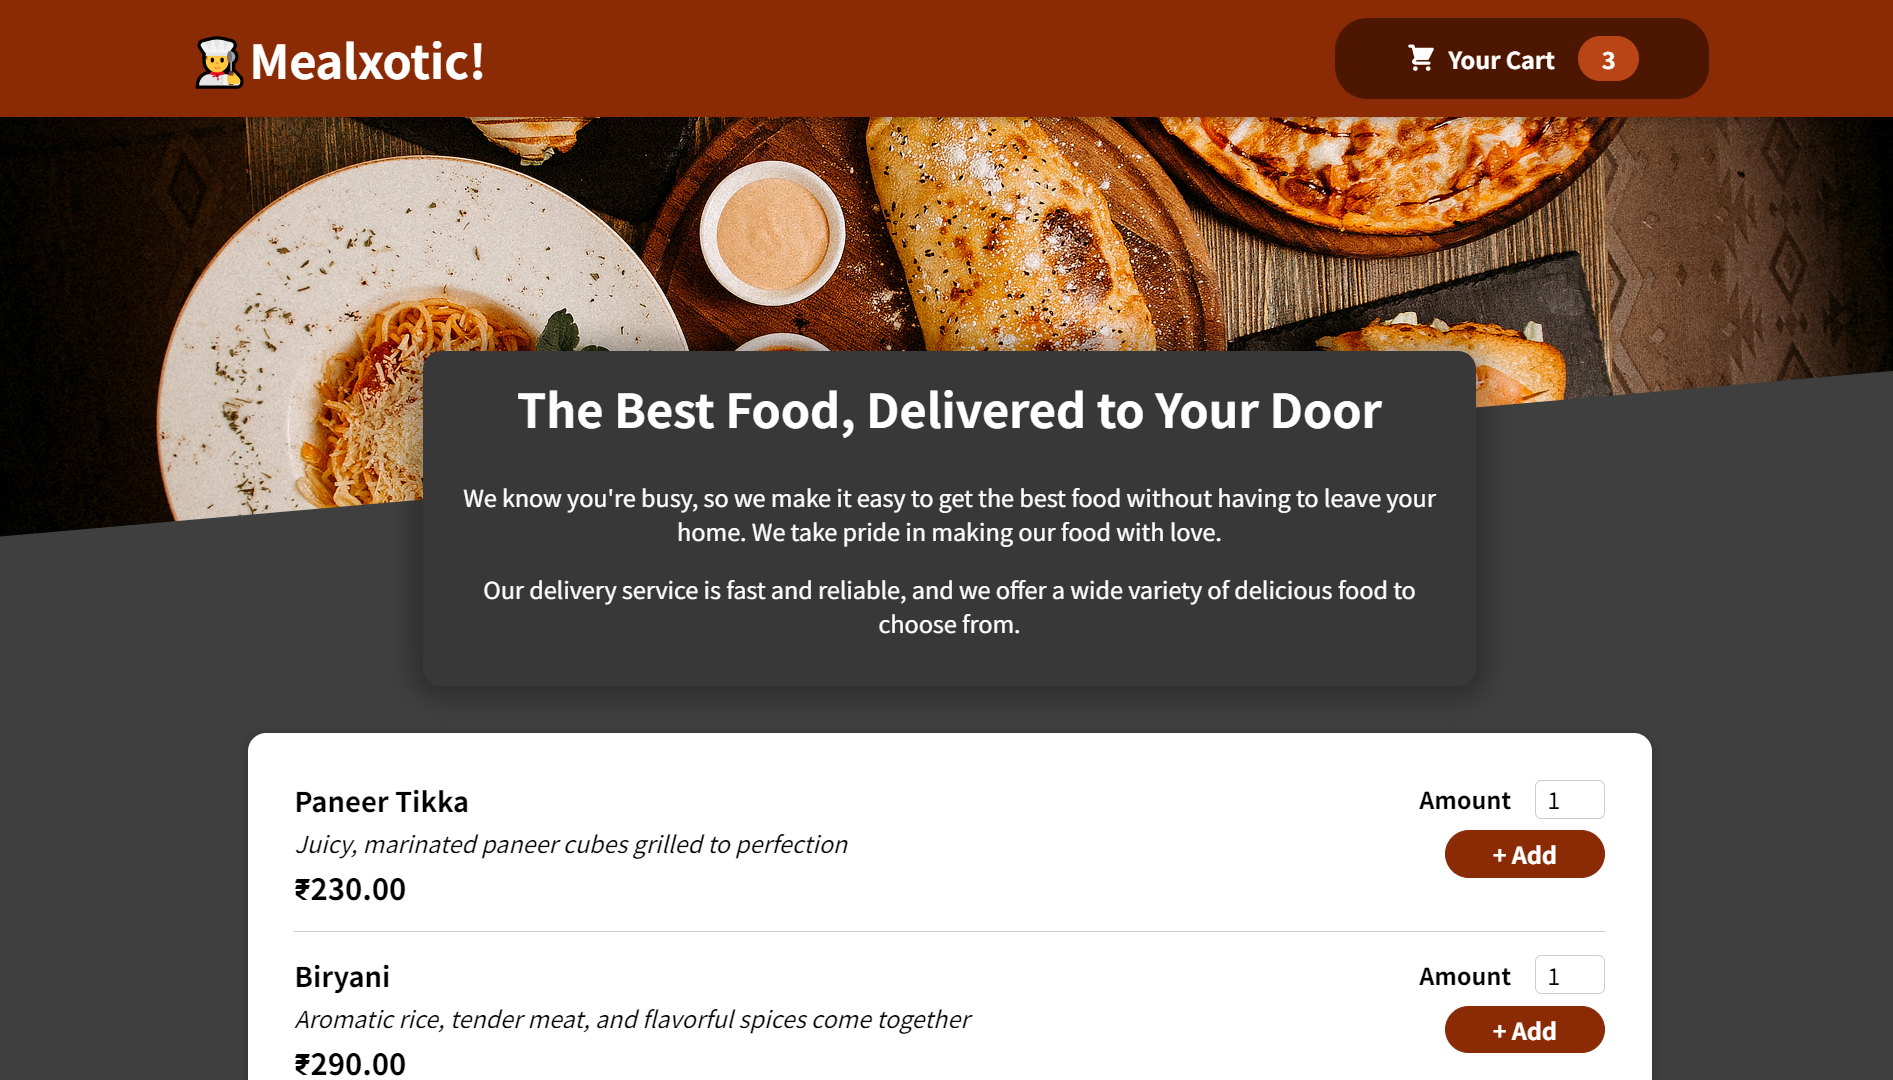 Mealxotic!
Your Cart 3
The Best Food, Delivered to Your Door
We know you're busy, so we make it easy to get the best food without having to leave your
home. We take pride in making our food with love.
Our delivery service is fast and reliable, and we offer a wide variety of delicious food to
choose from.
Paneer Tikka
Amount 1
Juicy, marinated paneer cubes grilled to perfection
+ Add
₹230.00
Biryani
Amount 1
Aromatic rice, tender meat, and flavorful spices come together
+ Add
₹290.00